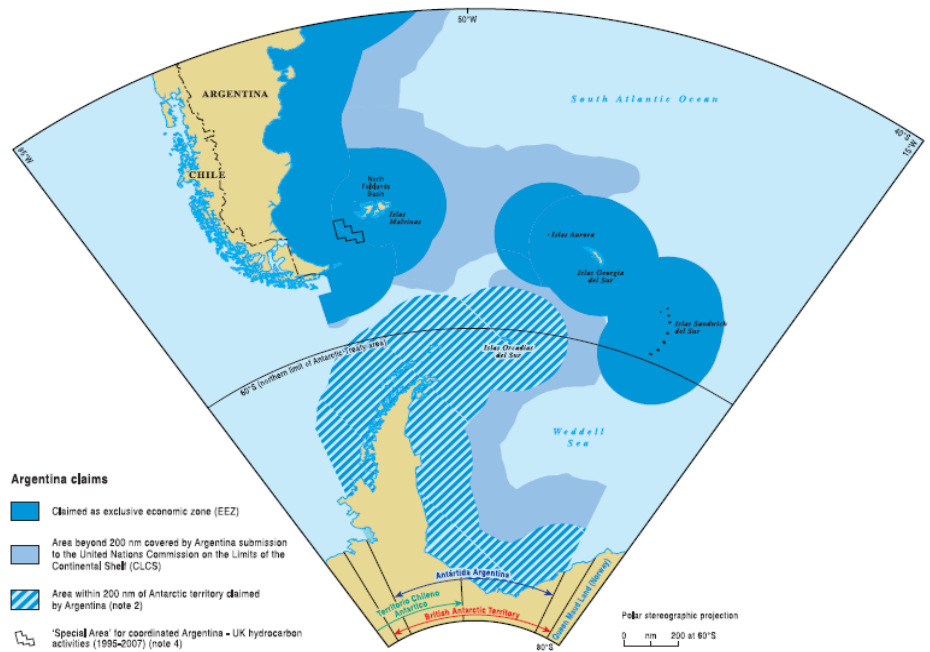 50°W
South Atlantic Ocean
40°S
15°W
95°W
ARGENTINA
CHILE
North
Falklands
Basin
Islas
Malvinas
Islas Aurora
Islas Georgia
del Sur
Islas Sandwich
del Sur
60°S (northern limit of Antarctic Treaty area)
Islas Orcadas
del Sur
Weddell
Sea
Argentina claims
Claimed as exclusive economic zone (EEZ)
Area beyond 200 nm covered by Argentina submission
to the United Nations Commission on the Limits of the
Continental Shelf (CLCS)
Area within 200 nm of Antarctic territory claimed
by Argentina (note 2)
'Special Area' for coordinated Argentina - UK hydrocarbon
activities (1995-2007) (note 4)
Antártida Argentina
Territorio Chileno
Antártica
British Antarctic Territory
Queen Maud Land (Norway)
80°S
Polar stereographic projection
0 nm 200 at 60°S